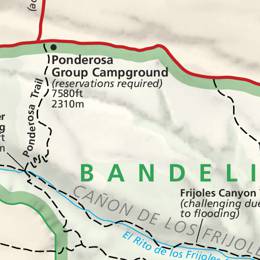 Ponderosa
Group Campground
(reservations required)
7580ft
2310m
Ponderosa Trail
BANDELI
CAÑON DE LOS FRIJOLE
Frijoles Canyon
(challenging due
to flooding)
El Rito de los Frijoles